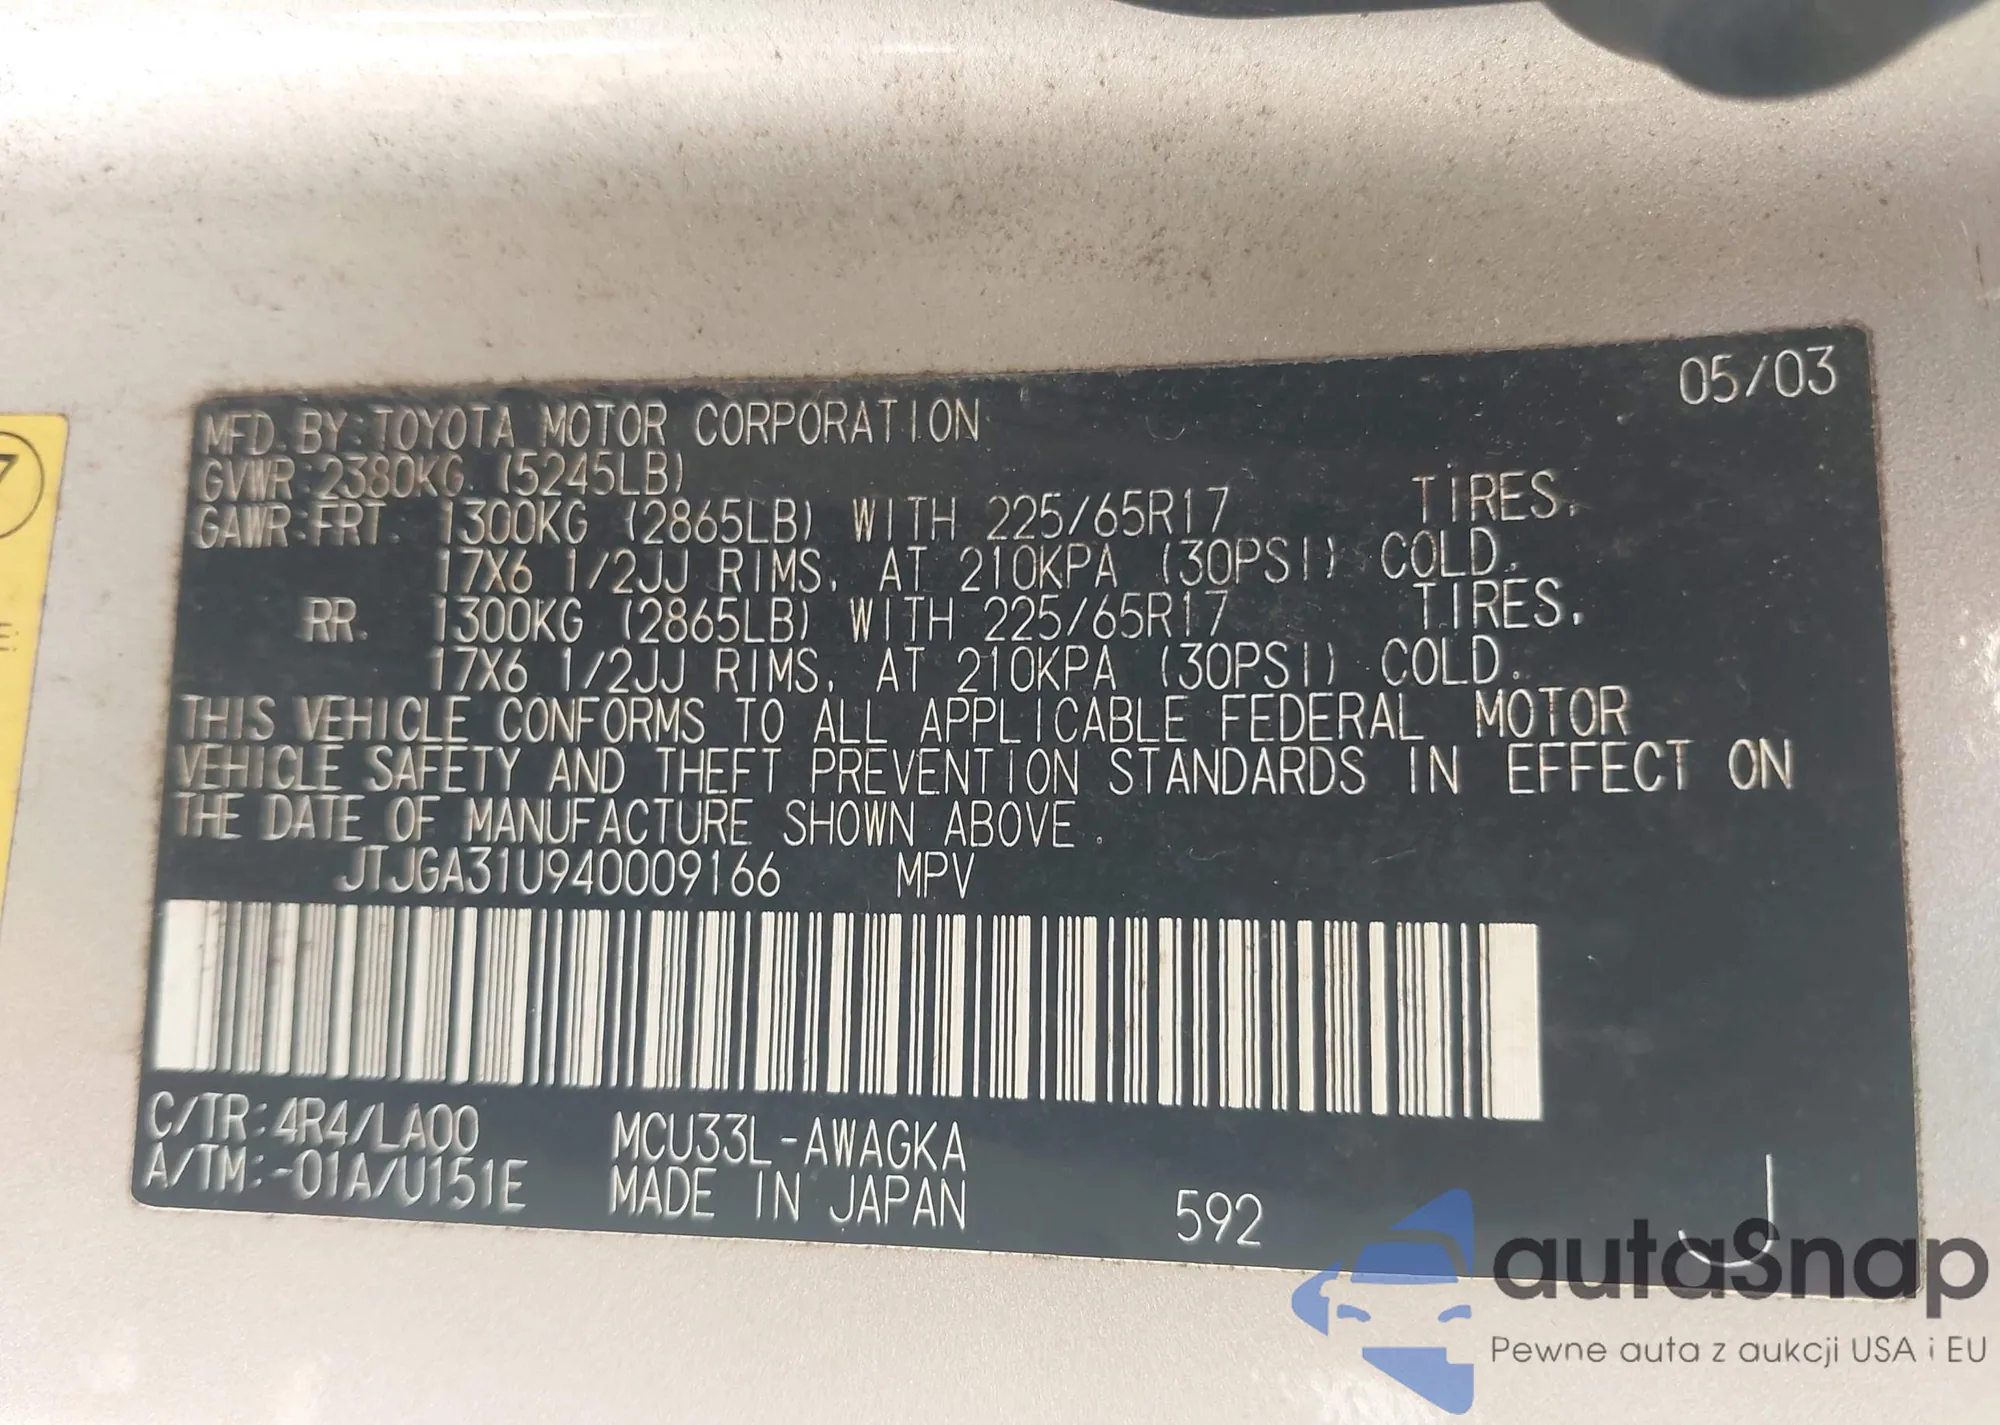 05/03
MFD. BY: TOYOTA MOTOR CORPORATION
GVWR: 2380KG (5245LB)
GAWR: FRT. 1300KG (2865LB) WITH 225/65R17 TIRES,
17X6 1/2JJ RIMS, AT 210KPA (30PSI) COLD.
RR. 1300KG (2865LB) WITH 225/65R17 TIRES,
17X6 1/2JJ RIMS, AT 210KPA (30PSI) COLD.
THIS VEHICLE CONFORMS TO ALL APPLICABLE FEDERAL MOTOR
VEHICLE SAFETY AND THEFT PREVENTION STANDARDS IN EFFECT ON
THE DATE OF MANUFACTURE SHOWN ABOVE.
JTJGA31U940009166 MPV
C/TR: 4R4/LA00 MCU33L-AWAGKA
A/TM: -01A/U151E MADE IN JAPAN 592 J
7
autaSnap
Pewne auta z aukcji USA i EU